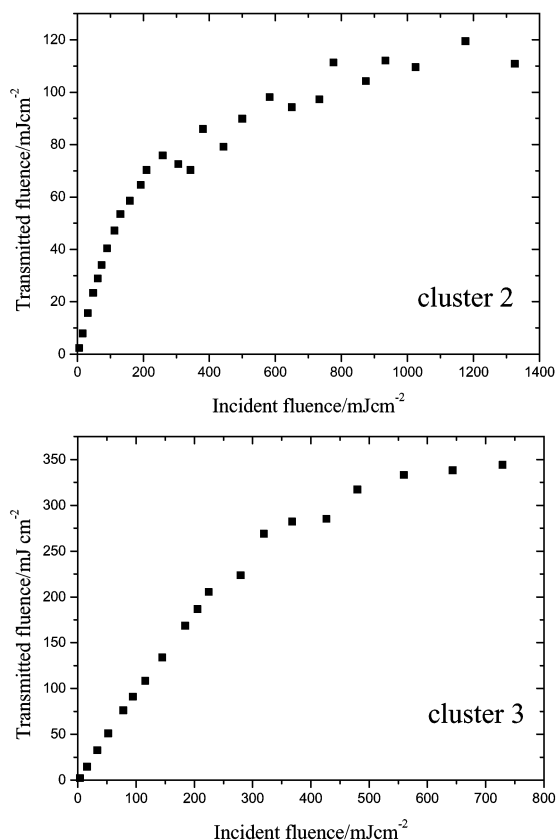 120
100
80
60
40
20
0
Transmitted fluence/mJcm-2
cluster 2
0 200 400 600 800 1000 1200 1400
Incident fluence/mJcm-2
350
300
250
200
150
100
50
0
Transmitted fluence/mJ cm-2
cluster 3
0 100 200 300 400 500 600 700 800
Incident fluence/mJcm-2